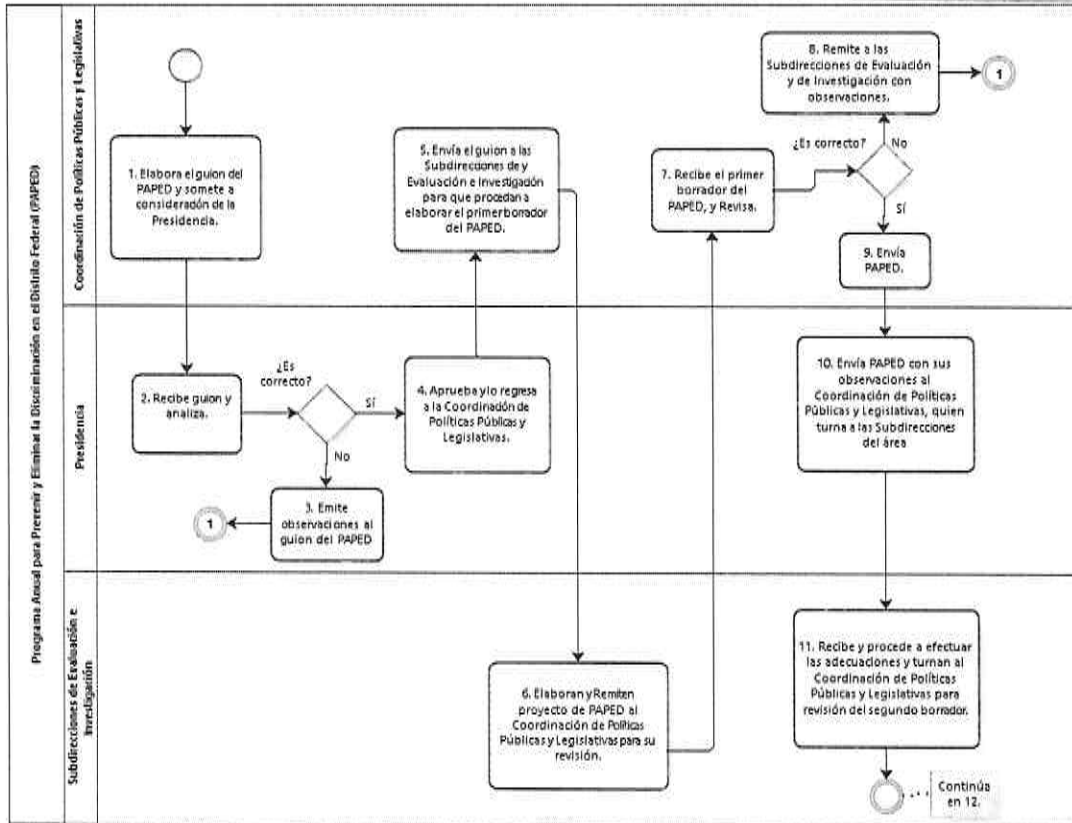 Programa Anual para Prevenir y Eliminar la Discriminación en el Distrito Federal (PAPED)
Coordinación de Políticas Públicas y Legislativas
1. Elabora el guion del
PAPED y somete a
consideración de la
Presidencia.
5. Envía el guion a las
Subdirecciones de y
Evaluación e Investigación
para que procedan a
elaborar el primer borrador
del PAPED.
7. Recibe el primer
borrador del
PAPED, y Revisa.
8. Remite a las
Subdirecciones de Evaluación
y de Investigación con
observaciones.
1
¿Es correcto?
No
Sí
9. Envía
PAPED.
Presidencia
2. Recibe guion y
analiza.
¿Es
correcto?
Sí
No
3. Emite
observaciones al
guion del PAPED
1
4. Aprueba y lo regresa
a la Coordinación de
Políticas Públicas y
Legislativas.
10. Envía PAPED con sus
observaciones al
Coordinación de Políticas
Públicas y Legislativas, quien
turna a las Subdirecciones
del área
Subdirecciones de Evaluación e
Investigación
6. Elaboran y Remiten
proyecto de PAPED al
Coordinación de Políticas
Públicas y Legislativas para su
revisión.
11. Recibe y procede a efectuar
las adecuaciones y turnan al
Coordinación de Políticas
Públicas y Legislativas para
revisión del segundo borrador.
Continúa
en 12.